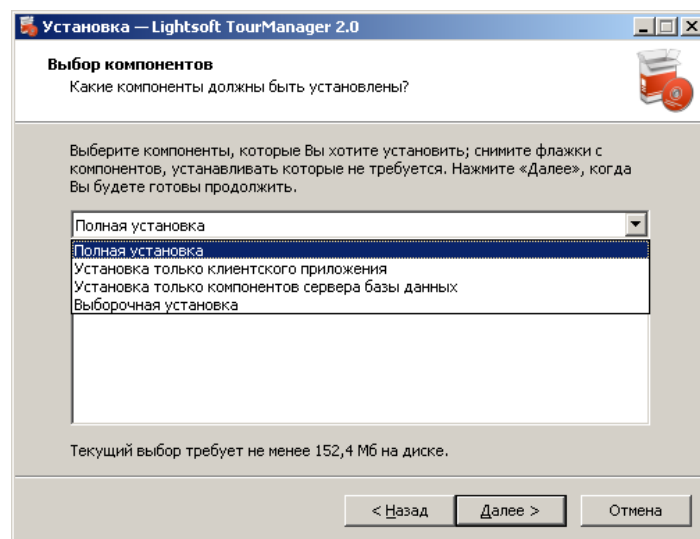 Установка — Lightsoft TourManager 2.0
Выбор компонентов
Какие компоненты должны быть установлены?
Выберите компоненты, которые Вы хотите установить; снимите флажки с
компонентов, устанавливать которые не требуется. Нажмите «Далее», когда
Вы будете готовы продолжить.
Полная установка
Полная установка
Установка только клиентского приложения
Установка только компонентов сервера базы данных
Выборочная установка
Текущий выбор требует не менее 152,4 Мб на диске.
< Назад
Далее >
Отмена